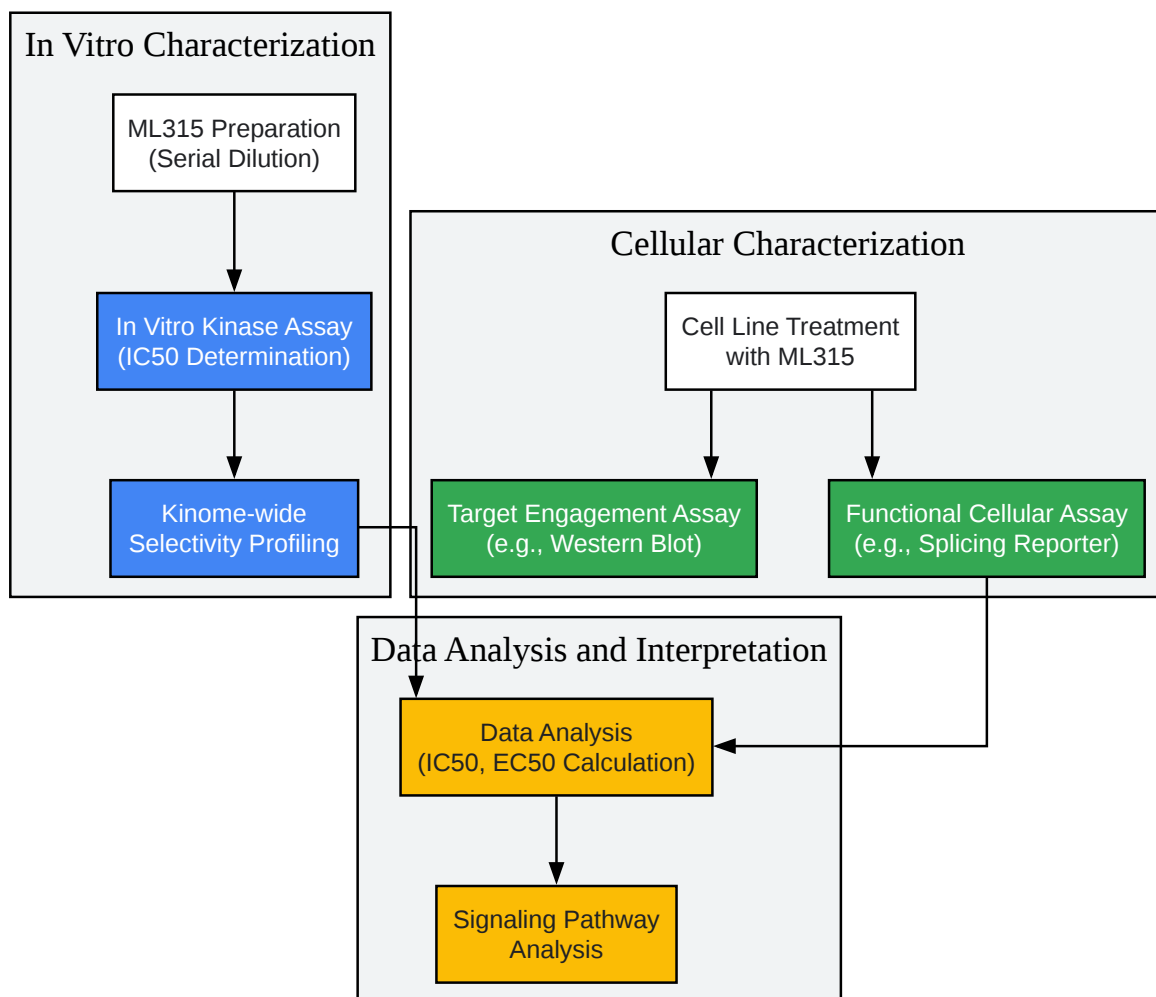 In Vitro Characterization
ML315 Preparation
(Serial Dilution)
In Vitro Kinase Assay
(IC50 Determination)
Kinome-wide
Selectivity Profiling
Cellular Characterization
Cell Line Treatment
with ML315
Target Engagement Assay
(e.g., Western Blot)
Functional Cellular Assay
(e.g., Splicing Reporter)
Data Analysis and Interpretation
Data Analysis
(IC50, EC50 Calculation)
Signaling Pathway
Analysis